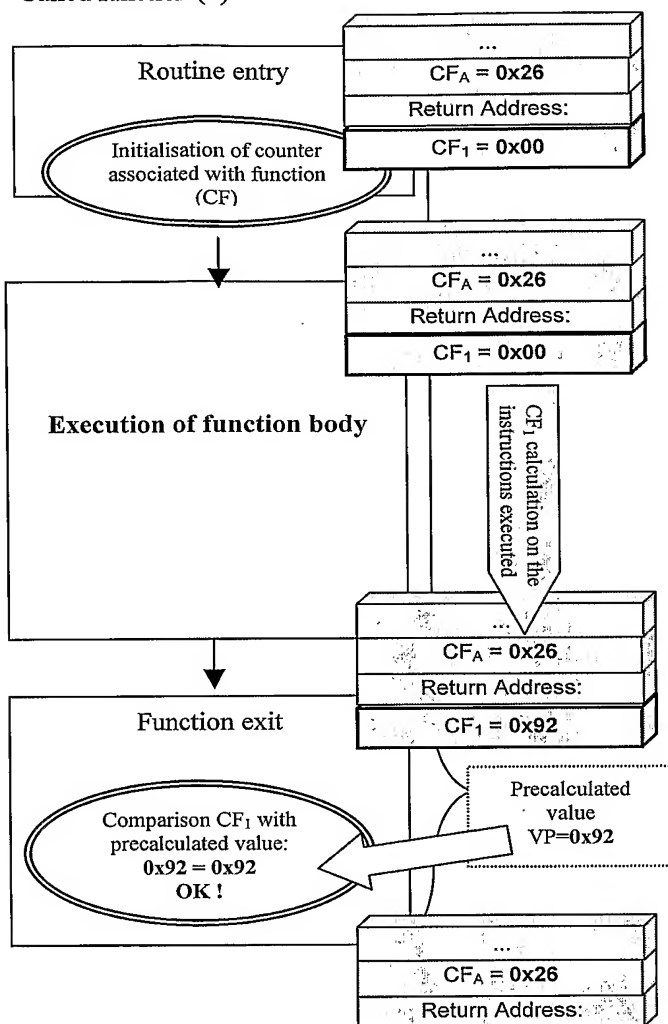 Routine entry
...
CFA = 0x26
Return Address:
CF1 = 0x00
Initialisation of counter
associated with function
(CF)
...
CFA = 0x26
Return Address:
CF1 = 0x00
Execution of function body
CF1 calculation on the
instructions executed
...
CFA = 0x26
Return Address:
CF1 = 0x92
Function exit
Comparison CF1 with
precalculated value:
0x92 = 0x92
OK !
Precalculated
value
VP=0x92
...
CFA = 0x26
Return Address: